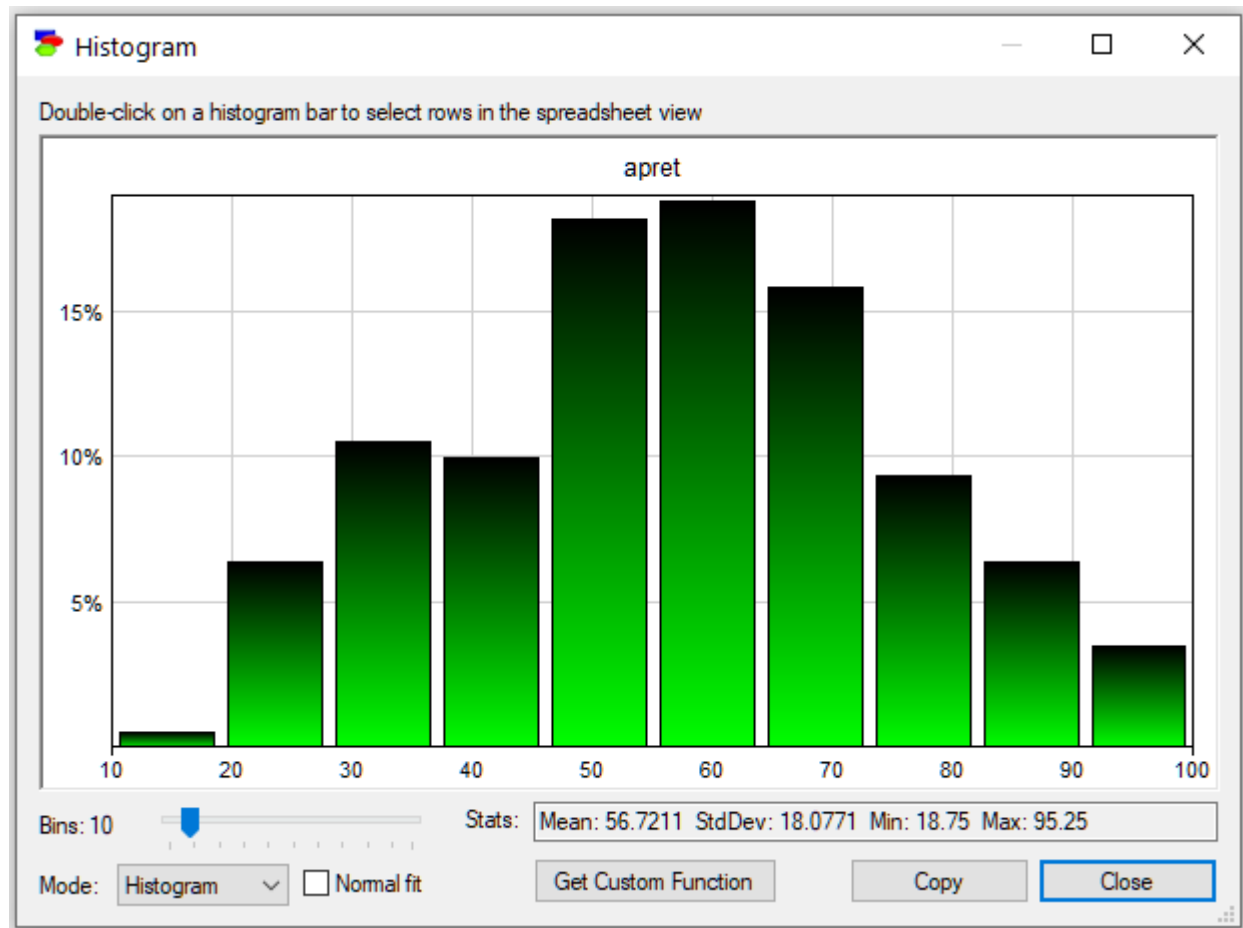 Histogram
Double-click on a histogram bar to select rows in the spreadsheet view
apret
15%
10%
5%
10 20 30 40 50 60 70 80 90 100
Bins: 10 Stats: Mean: 56.7211 StdDev: 18.0771 Min: 18.75 Max: 95.25
Mode: Histogram Normal fit Get Custom Function Copy Close